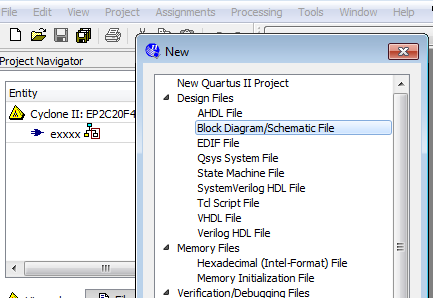 File Edit View Project Assignments Processing Tools Window Help
Project Navigator
Entity
Cyclone II: EP2C20F4
exxxx
New
New Quartus II Project
Design Files
AHDL File
Block Diagram/Schematic File
EDIF File
Qsys System File
State Machine File
SystemVerilog HDL File
Tcl Script File
VHDL File
Verilog HDL File
Memory Files
Hexadecimal (Intel-Format) File
Memory Initialization File
Verification/Debugging Files